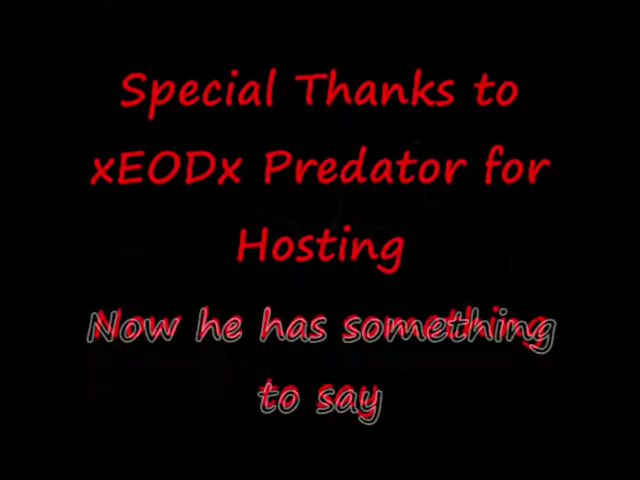 Special Thanks to
xEODx Predator for
Hosting
Now he has something
to say